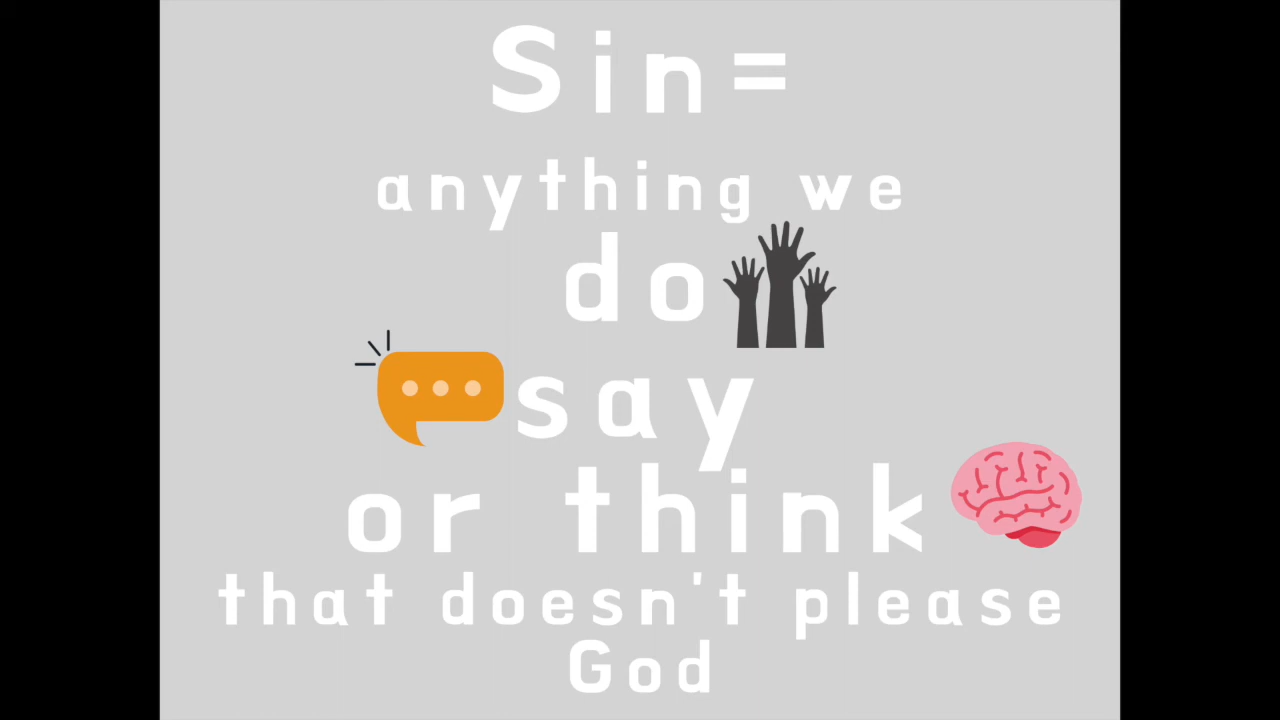 Sin=
anything we
do
say
or think
that doesn't please
God